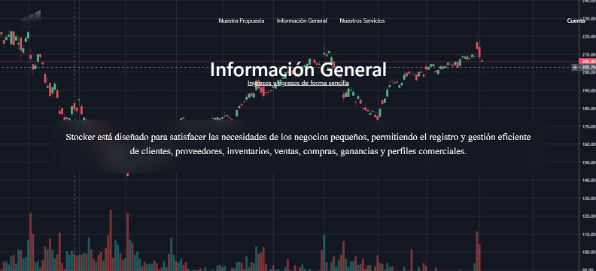 Nuestra Propuesta Información General Nuestros Servicios Cuenta
Información General
Ingresos y egresos de forma sencilla
Stocker está diseñado para satisfacer las necesidades de los negocios pequeños, permitiendo el registro y gestión eficiente
de clientes, proveedores, inventarios, ventas, compras, ganancias y perfiles comerciales.
220.00
210.00
190.00
180.00
170.00
160.00
150.00
140.00
130.00
120.00
110.00
100.00
90.00